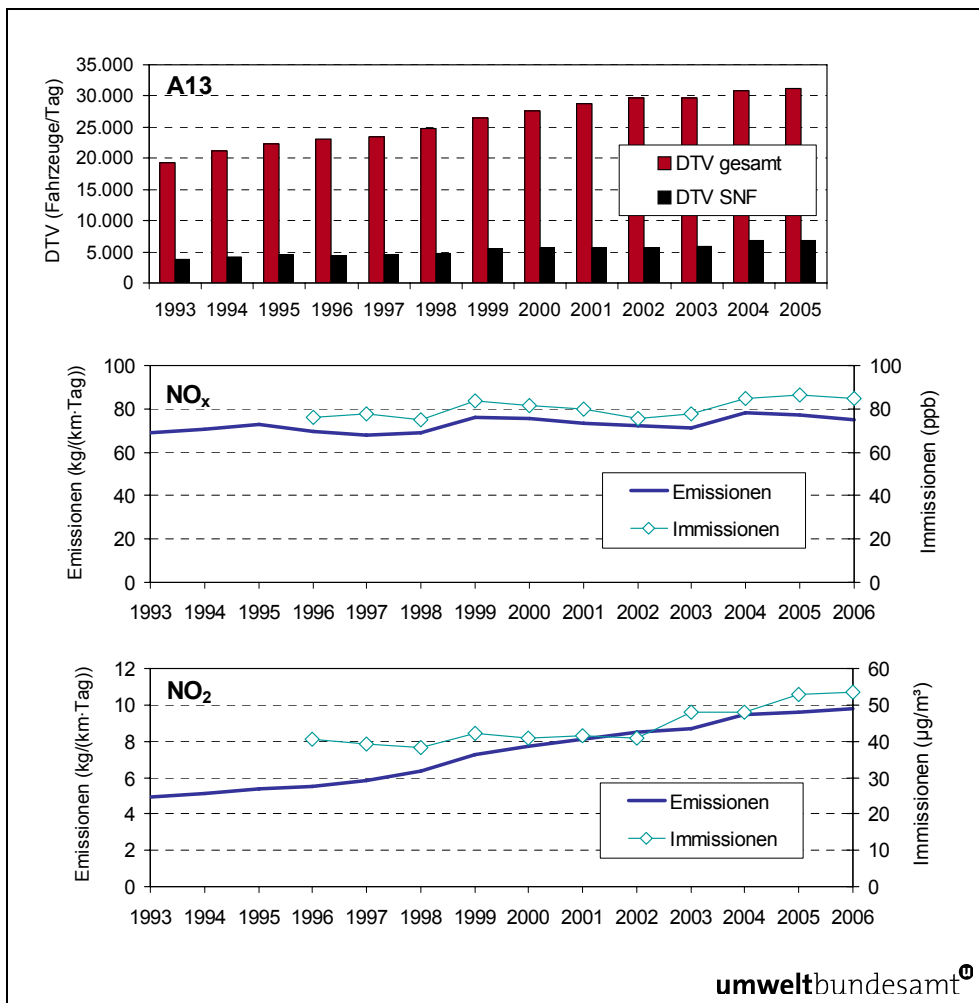 A13
DTV (Fahrzeuge/Tag)
35.000
30.000
25.000
20.000
15.000
10.000
5.000
0
DTV gesamt
DTV SNF
1993 1994 1995 1996 1997 1998 1999 2000 2001 2002 2003 2004 2005
NOx
Emissionen (kg/(km·Tag))
100
80
60
40
20
0
Emissionen
Immissionen
Immissionen (ppb)
100
80
60
40
20
0
1993 1994 1995 1996 1997 1998 1999 2000 2001 2002 2003 2004 2005 2006
NO2
Emissionen (kg/(km·Tag))
12
10
8
6
4
2
0
Emissionen
Immissionen
Immissionen (µg/m³)
60
50
40
30
20
10
0
1993 1994 1995 1996 1997 1998 1999 2000 2001 2002 2003 2004 2005 2006
umweltbundesamt u